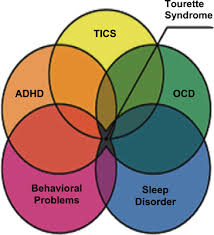 Tourette
Syndrome
TICS
ADHD
OCD
Behavioral
Problems
Sleep
Disorder